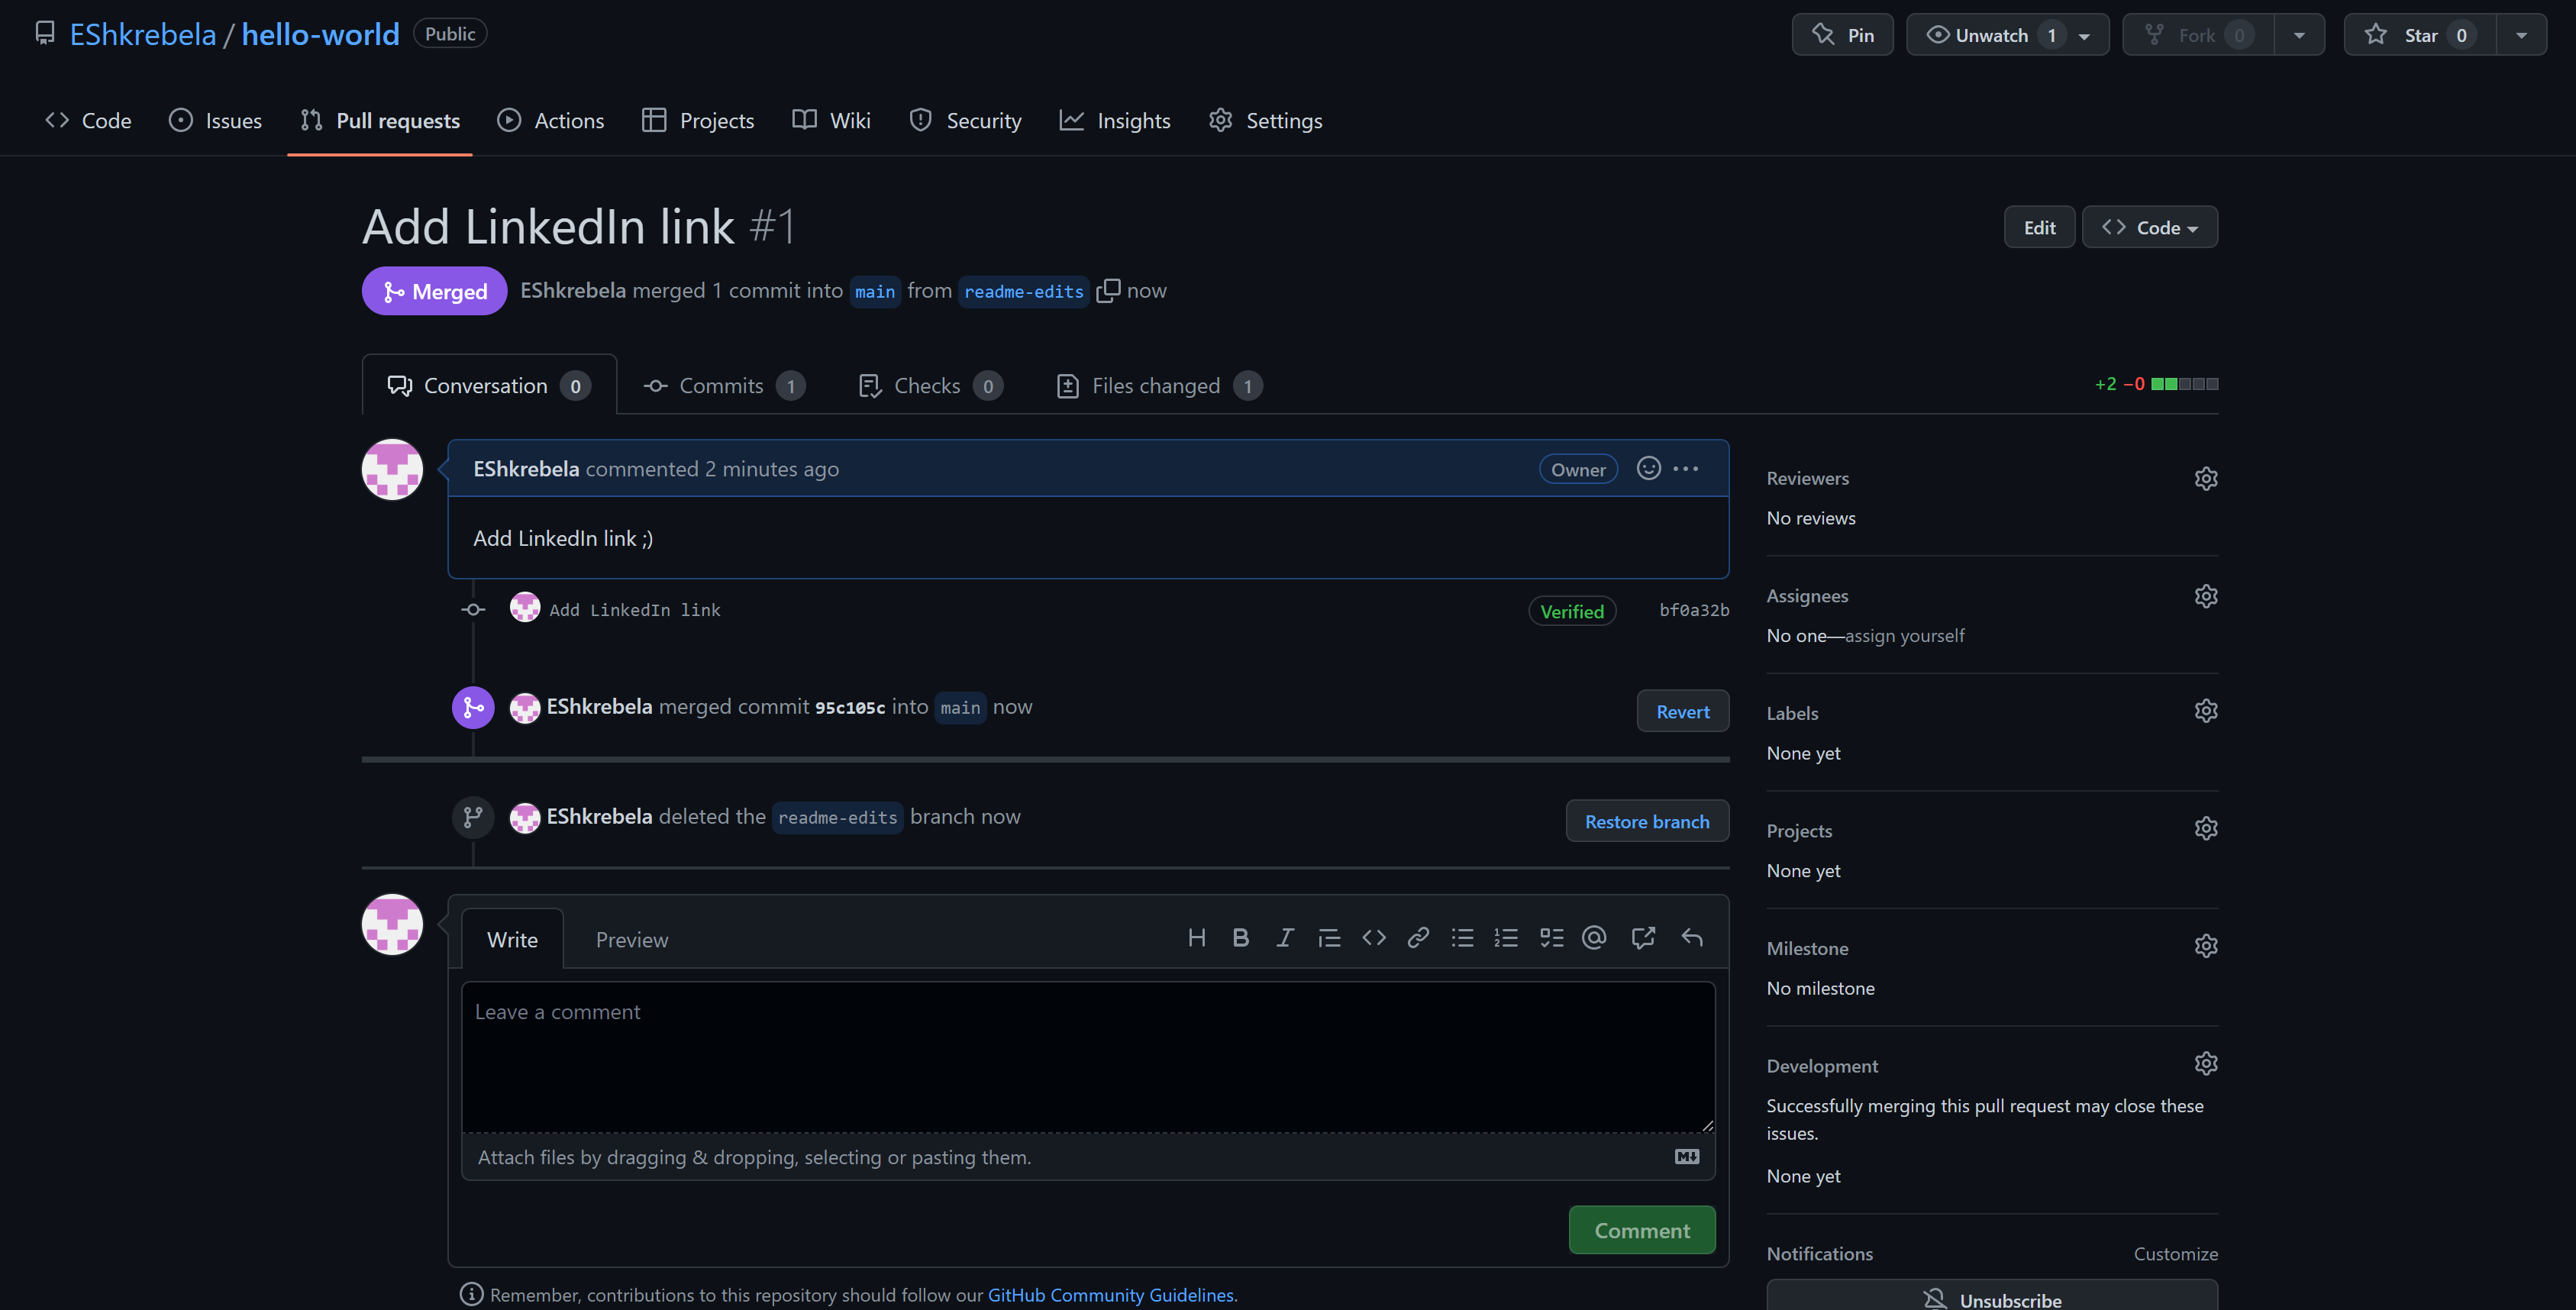 EShkrebela / hello-world Public
Pin Unwatch 1 Fork 0 Star 0
Code Issues Pull requests Actions Projects Wiki Security Insights Settings
Add LinkedIn link #1
Edit Code
Merged EShkrebela merged 1 commit into main from readme-edits now
Conversation 0 Commits 1 Checks 0 Files changed 1
+2 −0
EShkrebela commented 2 minutes ago Owner
Add LinkedIn link ;)
Add LinkedIn link Verified bf0a32b
EShkrebela merged commit 95c105c into main now Revert
EShkrebela deleted the readme-edits branch now Restore branch
Write Preview
Leave a comment
Attach files by dragging & dropping, selecting or pasting them.
Comment
Remember, contributions to this repository should follow our GitHub Community Guidelines.
Reviewers
No reviews
Assignees
No one—assign yourself
Labels
None yet
Projects
None yet
Milestone
No milestone
Development
Successfully merging this pull request may close these
issues.
None yet
Notifications Customize
Unsubscribe